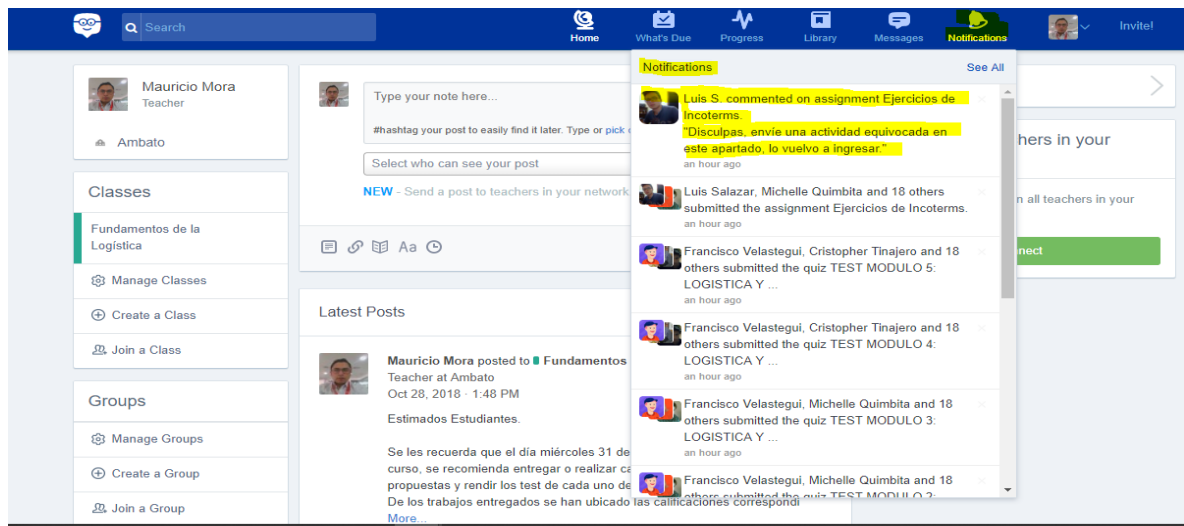 Search
Home
What's Due
Progress
Library
Messages
Notifications
Invite!
Mauricio Mora
Teacher
Ambato
Classes
Fundamentos de la
Logística
Manage Classes
Create a Class
Join a Class
Groups
Manage Groups
Create a Group
Join a Group
Type your note here...
#hashtag your post to easily find it later. Type or pick
Select who can see your post
NEW - Send a post to teachers in your network
Aa
Latest Posts
Mauricio Mora posted to Fundamentos
Teacher at Ambato
Oct 28, 2018 · 1:48 PM
Estimados Estudiantes.
Se les recuerda que el día miércoles 31 de
curso, se recomienda entregar o realizar
propuestas y rendir los test de cada uno de
De los trabajos entregados se han ubicado las calificaciones correspondi
More...
Notifications
See All
Luis S. commented on assignment Ejercicios de
Incoterms.
"Disculpas, envíe una actividad equivocada en
este apartado, lo vuelvo a ingresar."
an hour ago
Luis Salazar, Michelle Quimbita and 18 others
submitted the assignment Ejercicios de Incoterms.
an hour ago
Francisco Velastegui, Cristopher Tinajero and 18
others submitted the quiz TEST MODULO 5:
LOGISTICA Y ...
an hour ago
Francisco Velastegui, Cristopher Tinajero and 18
others submitted the quiz TEST MODULO 4:
LOGISTICA Y ...
an hour ago
Francisco Velastegui, Michelle Quimbita and 18
others submitted the quiz TEST MODULO 3:
LOGISTICA Y ...
an hour ago
Francisco Velastegui, Michelle Quimbita and 18
others submitted the quiz TEST MODULO 2:
hers in your
n all teachers in your
nect